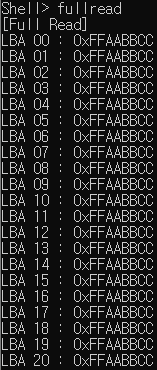 Shell> fullread
[Full Read]
LBA 00 : 0xFFAABBCC
LBA 01 : 0xFFAABBCC
LBA 02 : 0xFFAABBCC
LBA 03 : 0xFFAABBCC
LBA 04 : 0xFFAABBCC
LBA 05 : 0xFFAABBCC
LBA 06 : 0xFFAABBCC
LBA 07 : 0xFFAABBCC
LBA 08 : 0xFFAABBCC
LBA 09 : 0xFFAABBCC
LBA 10 : 0xFFAABBCC
LBA 11 : 0xFFAABBCC
LBA 12 : 0xFFAABBCC
LBA 13 : 0xFFAABBCC
LBA 14 : 0xFFAABBCC
LBA 15 : 0xFFAABBCC
LBA 16 : 0xFFAABBCC
LBA 17 : 0xFFAABBCC
LBA 18 : 0xFFAABBCC
LBA 19 : 0xFFAABBCC
LBA 20 : 0xFFAABBCC